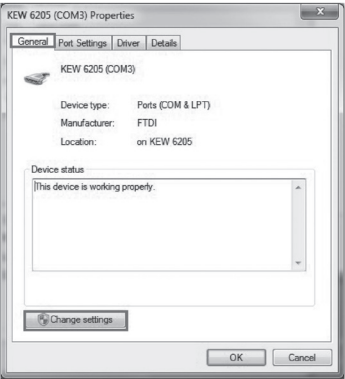 KEW 6205 (COM3) Properties
General Port Settings Driver Details
KEW 6205 (COM3)
Device type: Ports (COM & LPT)
Manufacturer: FTDI
Location: on KEW 6205
Device status
This device is working properly.
Change settings
OK Cancel